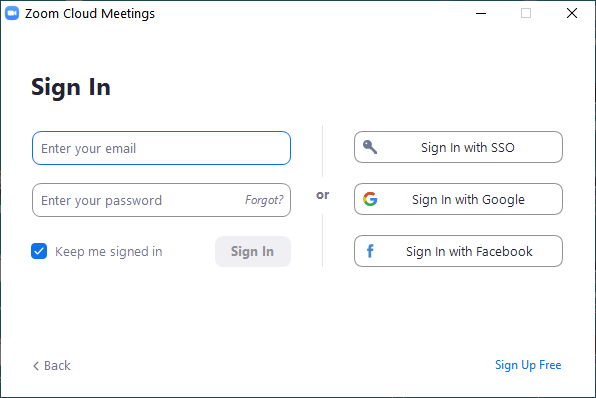 Zoom Cloud Meetings
Sign In
Enter your email
Enter your password
Forgot?
Keep me signed in
Sign In
or
Sign In with SSO
Sign In with Google
Sign In with Facebook
Back
Sign Up Free